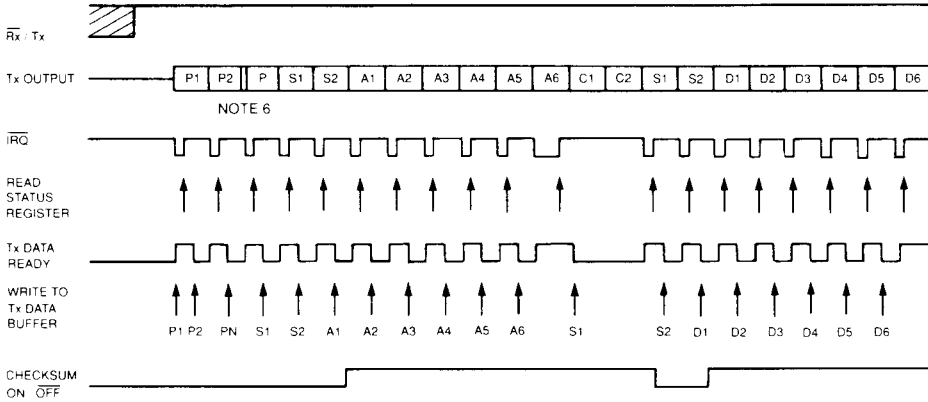 Rx / Tx
Tx OUTPUT P1 P2 P S1 S2 A1 A2 A3 A4 A5 A6 C1 C2 S1 S2 D1 D2 D3 D4 D5 D6
NOTE 6
IRQ
READ
STATUS
REGISTER
Tx DATA
READY
WRITE TO
Tx DATA
BUFFER
P1 P2 PN S1 S2 A1 A2 A3 A4 A5 A6 S1 S2 D1 D2 D3 D4 D5 D6
CHECKSUM
ON OFF